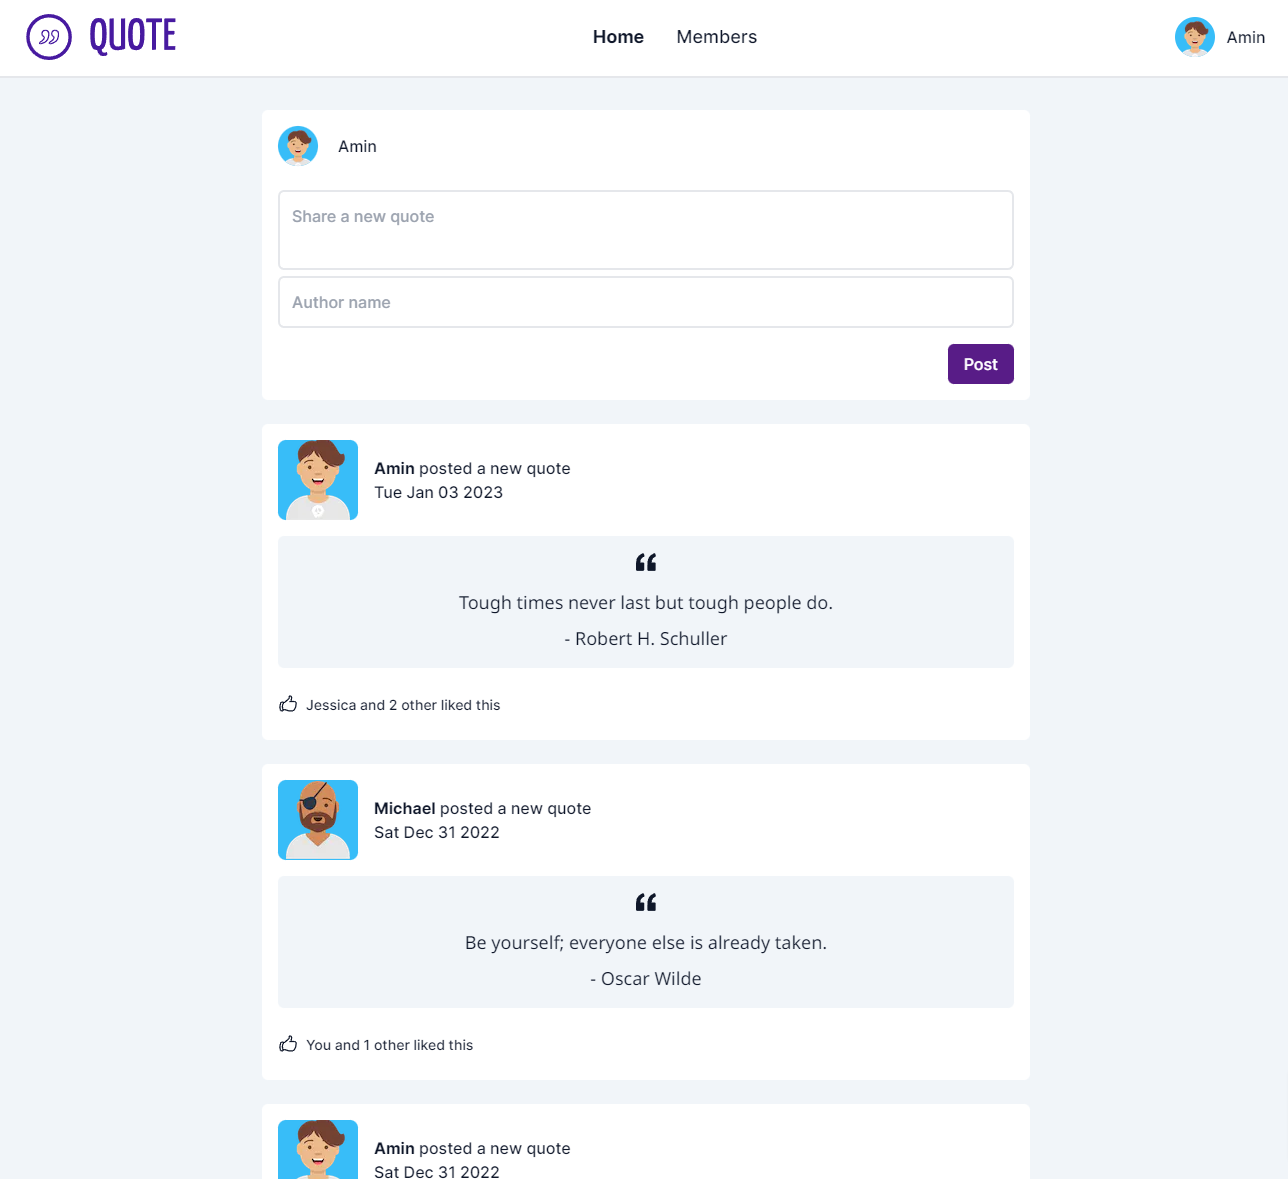 QUOTE
Home Members
Amin
Amin
Share a new quote
Author name
Post
Amin posted a new quote
Tue Jan 03 2023
Tough times never last but tough people do.
- Robert H. Schuller
Jessica and 2 other liked this
Michael posted a new quote
Sat Dec 31 2022
Be yourself; everyone else is already taken.
- Oscar Wilde
You and 1 other liked this
Amin posted a new quote
Sat Dec 31 2022